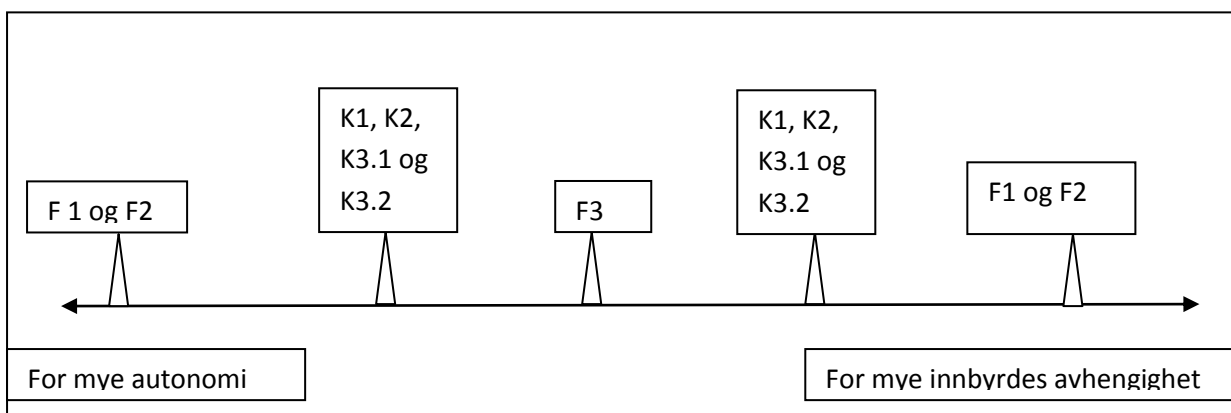 F 1 og F2
K1, K2,
K3.1 og
K3.2
F3
K1, K2,
K3.1 og
K3.2
F1 og F2
For mye autonomi
For mye innbyrdes avhengighet